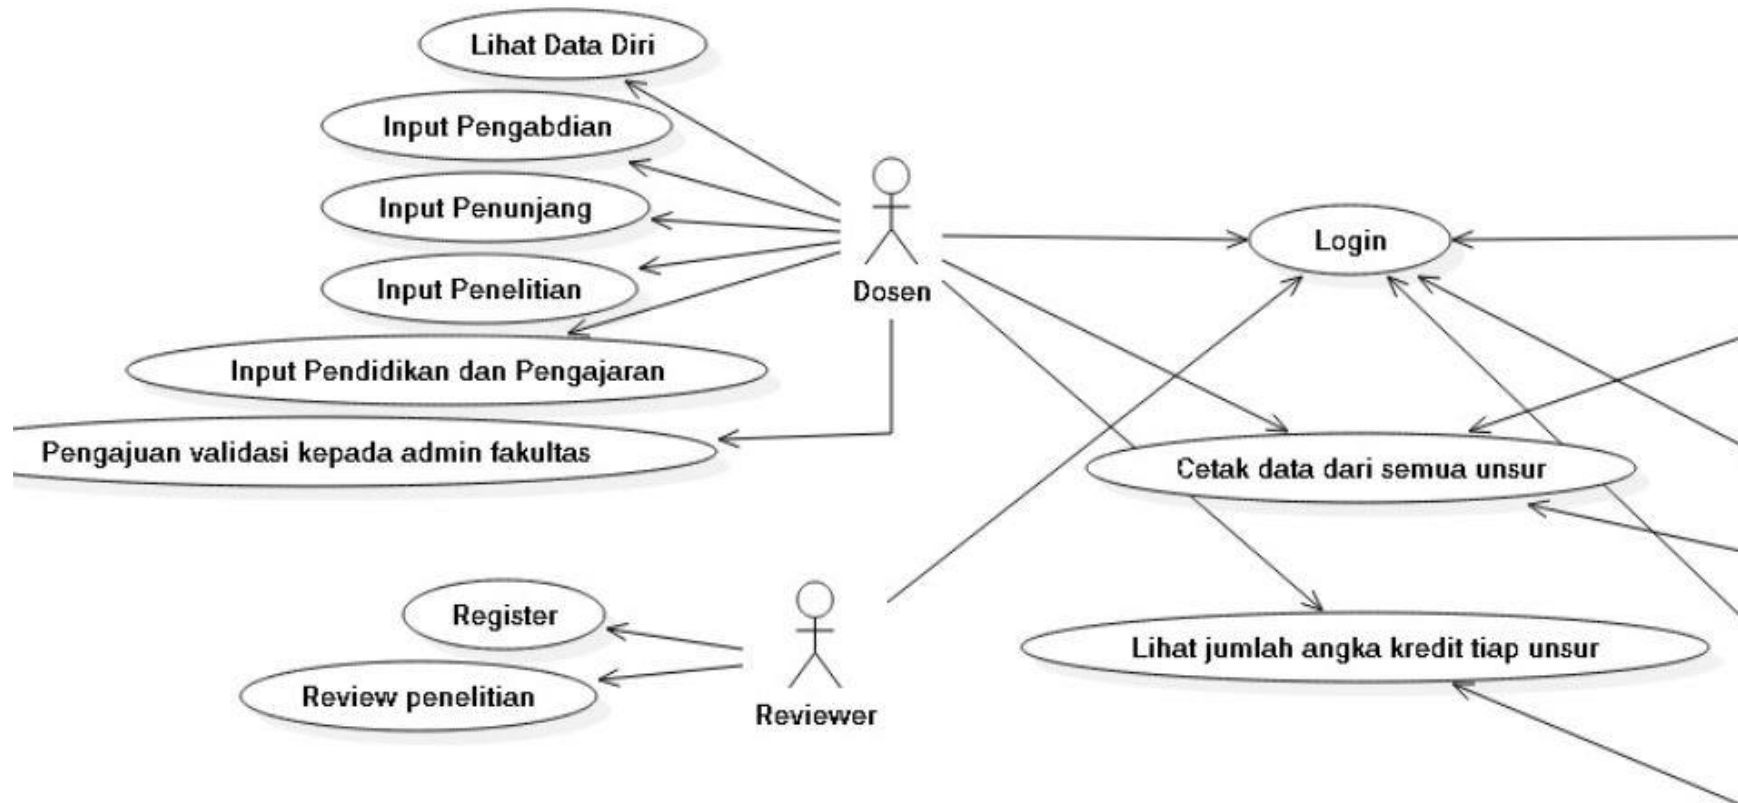 Lihat Data Diri
Input Pengabdian
Input Penunjang
Input Penelitian
Input Pendidikan dan Pengajaran
Pengajuan validasi kepada admin fakultas
Dosen
Login
Cetak data dari semua unsur
Lihat jumlah angka kredit tiap unsur
Register
Review penelitian
Reviewer